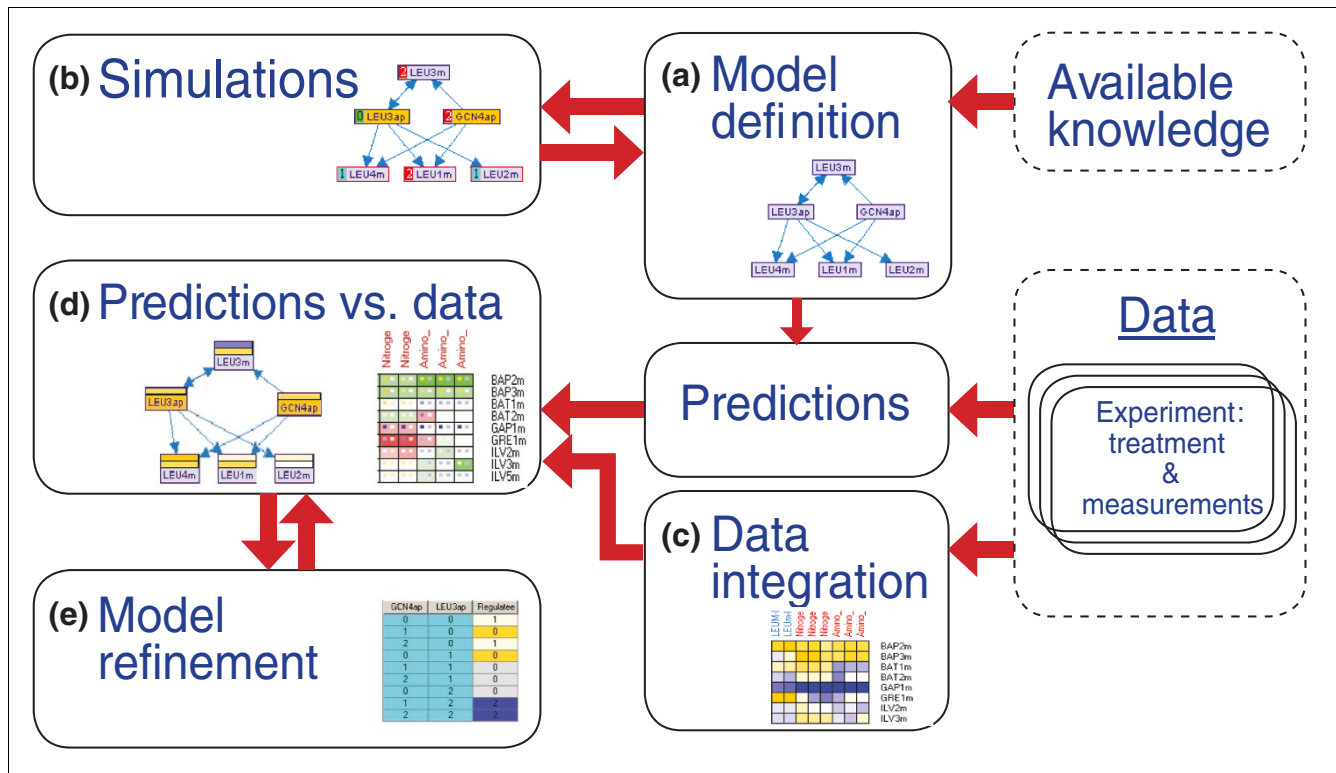 (b) Simulations
2 LEU3m
0 LEU3ap
2 GCN4ap
1 LEU4m
2 LEU1m
1 LEU2m
(a) Model
definition
LEU3m
LEU3ap
GCN4ap
LEU4m
LEU1m
LEU2m
Available
knowledge
(d) Predictions vs. data
LEU3m
LEU3ap
GCN4ap
LEU4m
LEU1m
LEU2m
Nitroge
Nitroge
Amino_
Amino_
Amino_
BAP2m
BAP3m
BAT1m
BAT2m
GAP1m
GRE1m
ILV2m
ILV3m
ILV5m
Predictions
Data
Experiment:
treatment
&
measurements
(c) Data
integration
LEUM-l
LEUm-l
Nitroge
Nitroge
Nitroge
Amino_
Amino_
Amino_
BAP2m
BAP3m
BAT1m
BAT2m
GAP1m
GRE1m
ILV2m
ILV3m
(e) Model
refinement
GCN4ap LEU3ap Regulatee
0 0 1
1 0 0
2 0 1
0 1 0
1 1 0
2 1 0
0 2 0
1 2 2
2 2 2